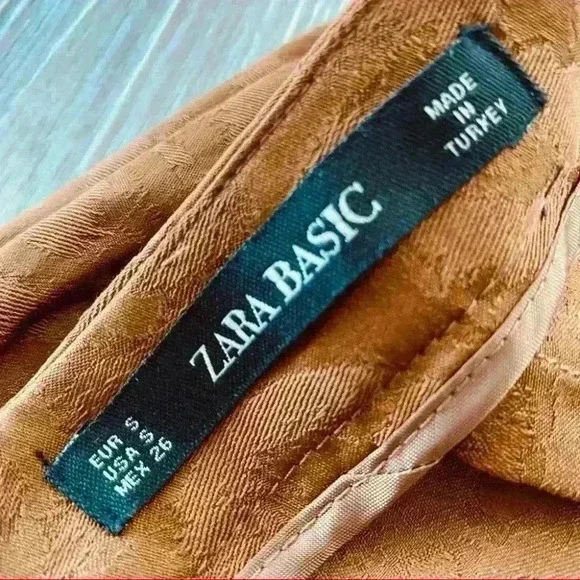 MADE
IN
TURKEY
ZARA BASIC
EUR S
USA S
MEX 26